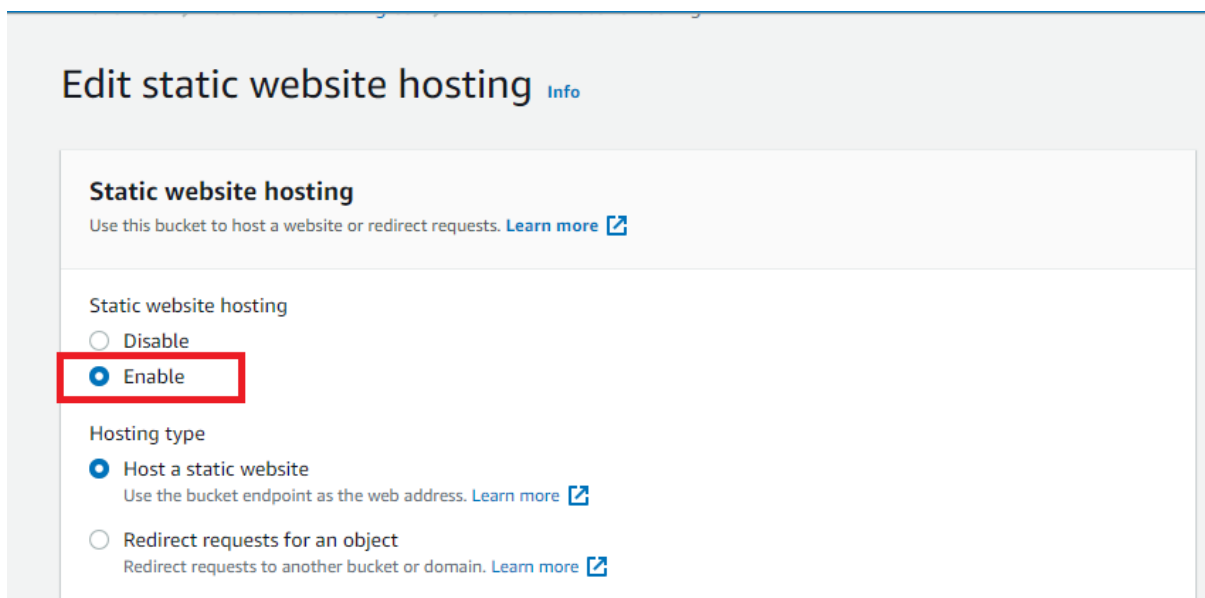 Edit static website hosting Info
Static website hosting
Use this bucket to host a website or redirect requests. Learn more
Static website hosting
Disable
Enable
Hosting type
Host a static website
Use the bucket endpoint as the web address. Learn more
Redirect requests for an object
Redirect requests to another bucket or domain. Learn more